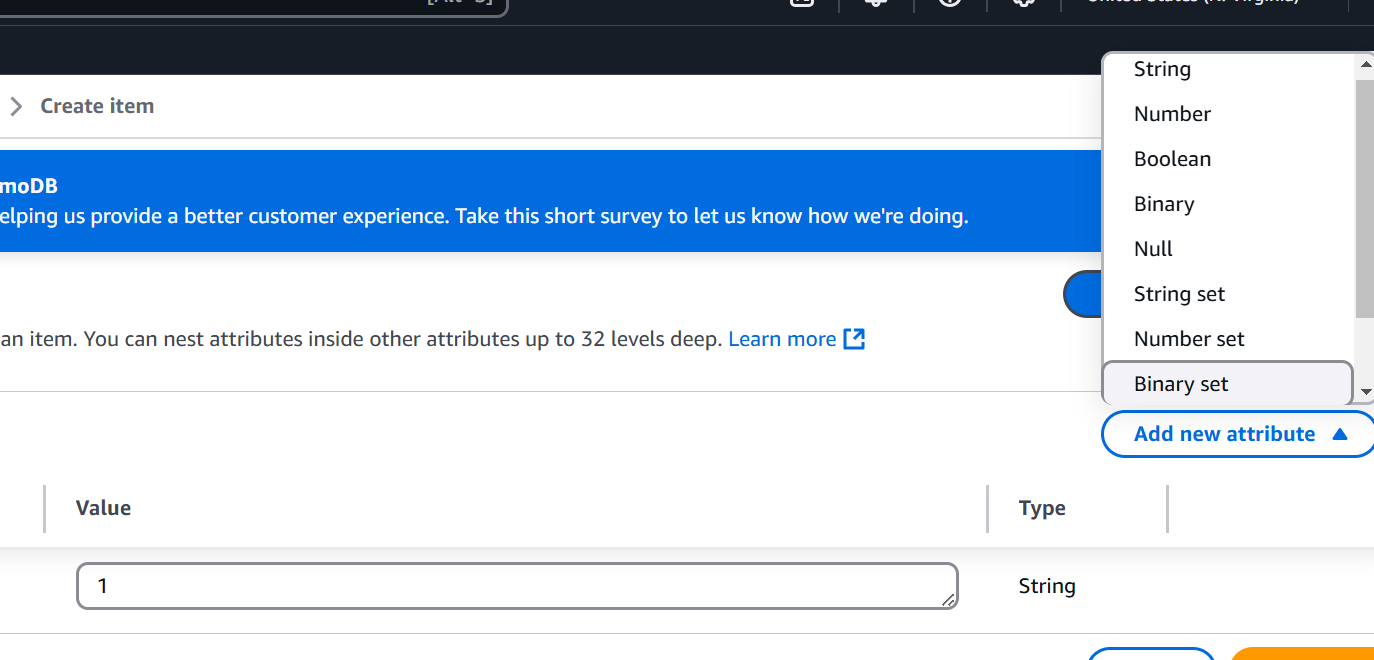 String
Create item
Number
Boolean
moDB
Binary
elping us provide a better customer experience. Take this short survey to let us know how we're doing.
Null
String set
an item. You can nest attributes inside other attributes up to 32 levels deep. Learn more
Number set
Binary set
Add new attribute
Value
Type
1
String